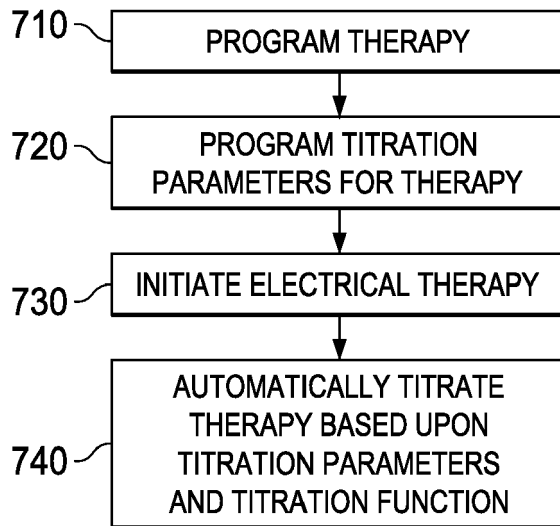 710
PROGRAM THERAPY
720
PROGRAM TITRATION
PARAMETERS FOR THERAPY
730
INITIATE ELECTRICAL THERAPY
740
AUTOMATICALLY TITRATE
THERAPY BASED UPON
TITRATION PARAMETERS
AND TITRATION FUNCTION